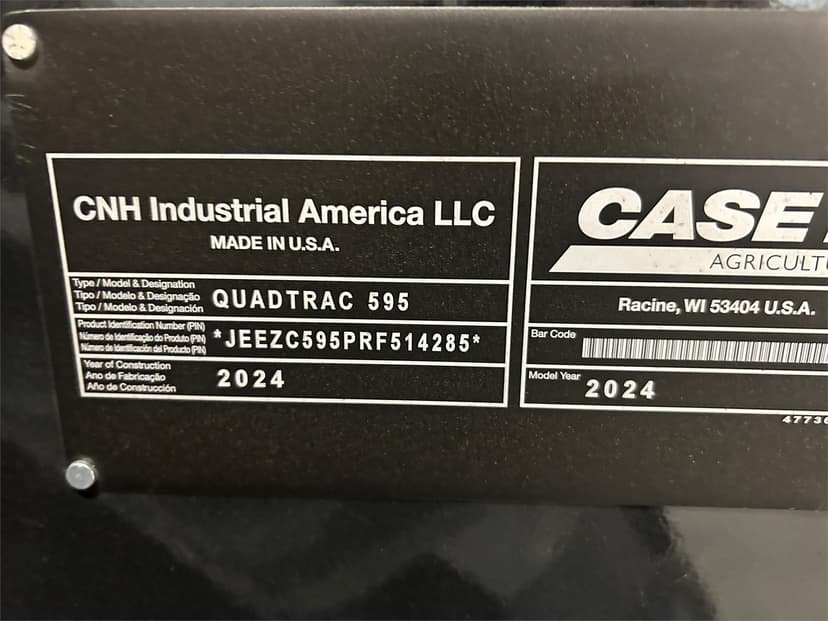 CNH Industrial America LLC
MADE IN U.S.A.
Type / Model & Designation
Tipo / Modelo & Designação
Tipo / Modelo & Designación
QUADTRAC 595
Product Identification Number (PIN)
Número de Identificação do Produto (PIN)
Número de Identificación del Producto (PIN)
*JEEZC595PRF514285*
Year of Construction
Ano de Fabricação
Año de Construcción
2024
CASE
AGRICULTU
Racine, WI 53404 U.S.A.
Bar Code
Model Year
2024
47736